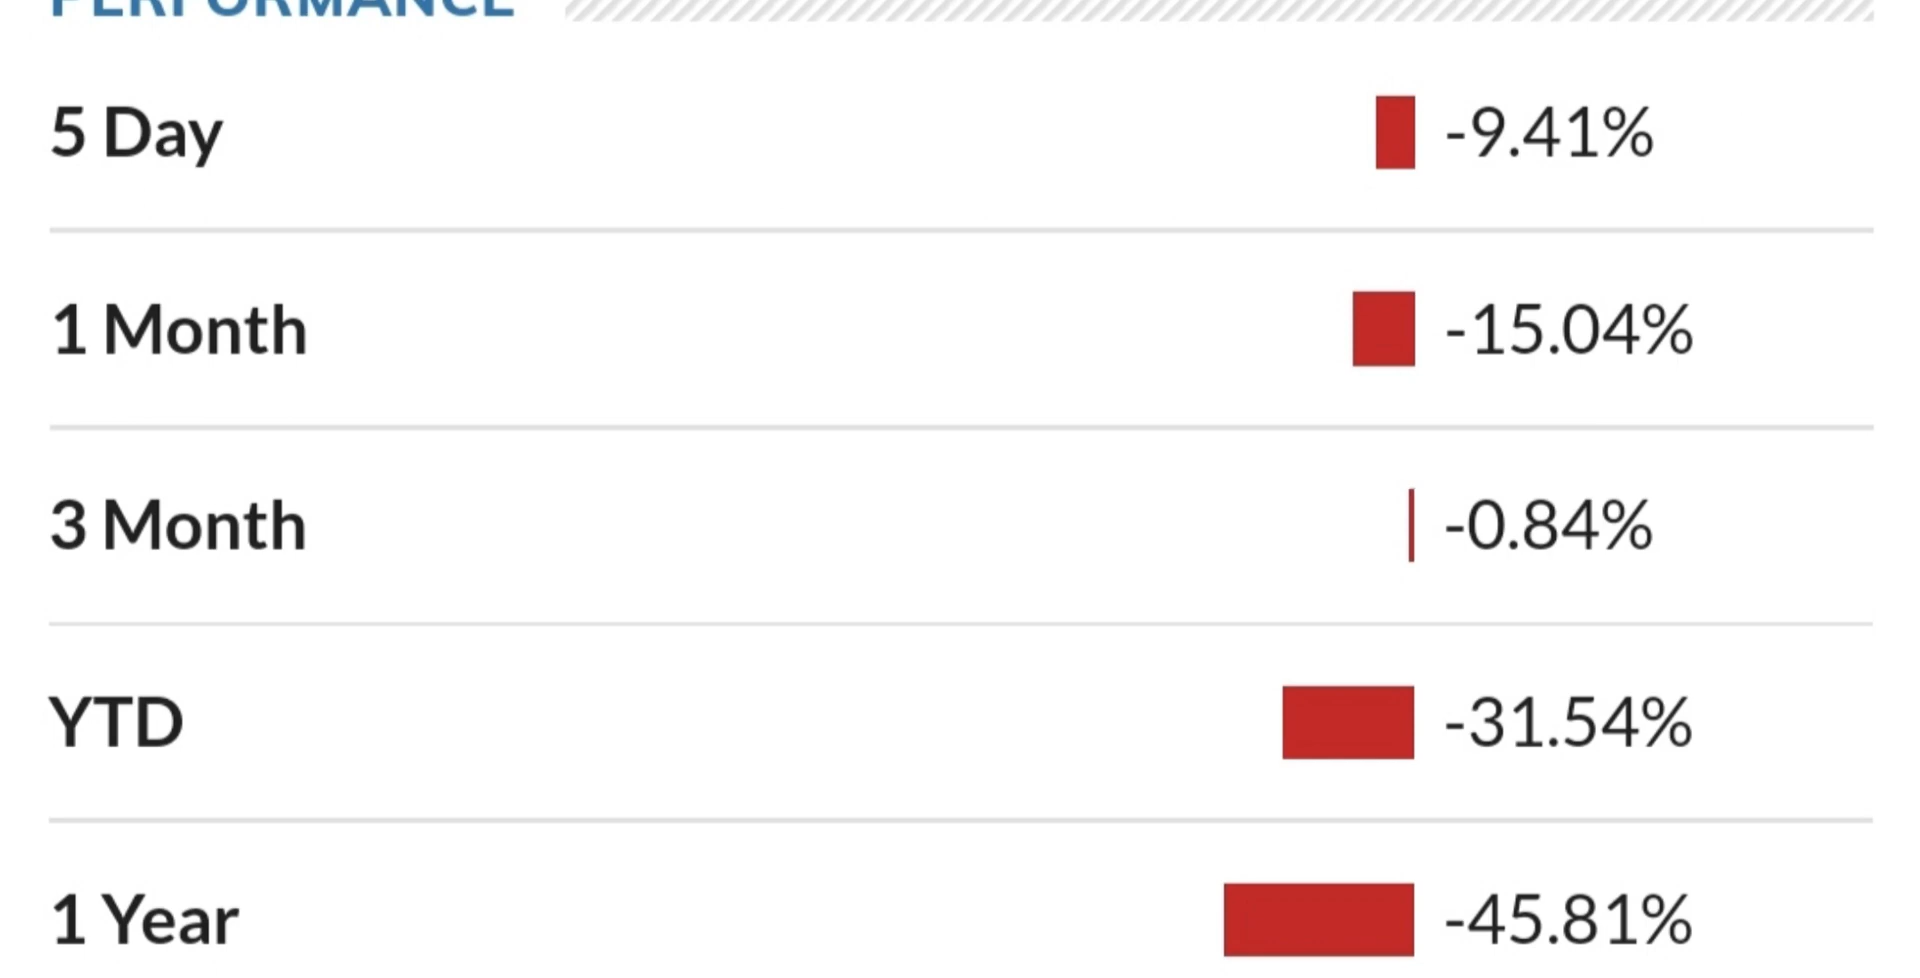 PERFORMANCE
5 Day -9.41%
1 Month -15.04%
3 Month -0.84%
YTD -31.54%
1 Year -45.81%